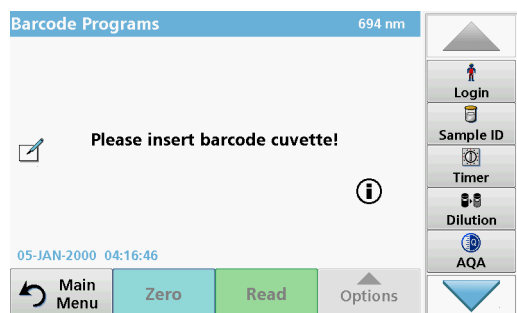 Barcode Programs 694 nm
Please insert barcode cuvette!
05-JAN-2000 04:16:46
Main
Menu
Zero
Read
Options
Login
Sample ID
Timer
Dilution
AQA